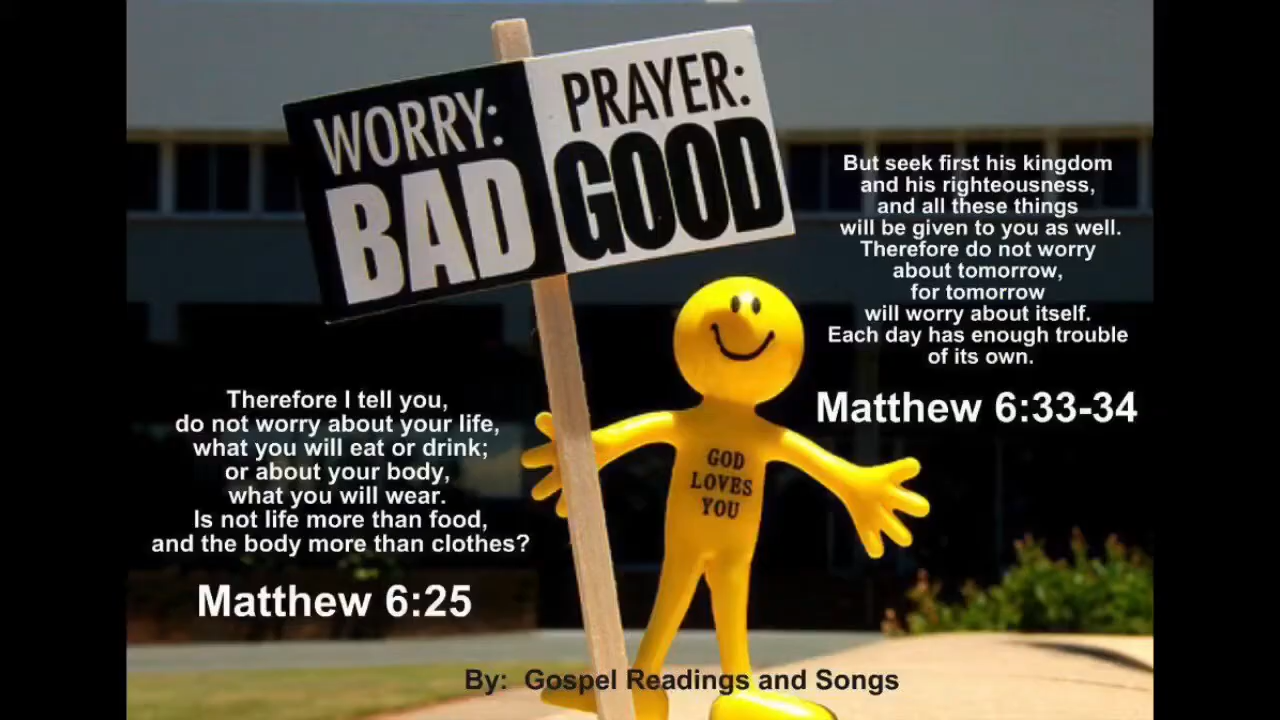 WORRY:
BAD
PRAYER:
GOOD
But seek first his kingdom
and his righteousness,
and all these things
will be given to you as well.
Therefore do not worry
about tomorrow,
for tomorrow
will worry about itself.
Each day has enough trouble
of its own.
Matthew 6:33-34
Therefore I tell you,
do not worry about your life,
what you will eat or drink;
or about your body,
what you will wear.
Is not life more than food,
and the body more than clothes?
Matthew 6:25
GOD
LOVES
YOU
By: Gospel Readings and Songs